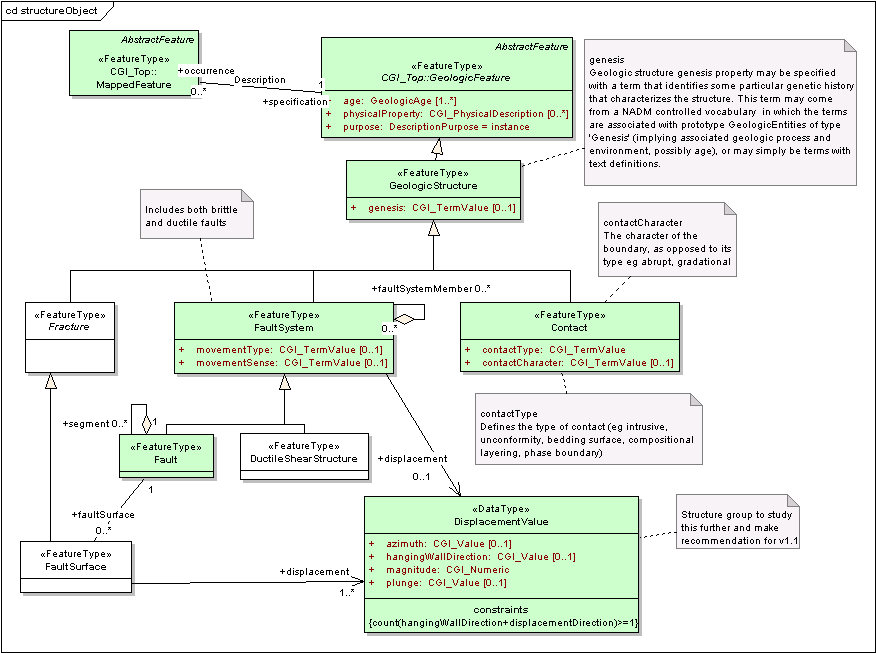 cd structureObject
AbstractFeature
«FeatureType»
CGI_Top::
MappedFeature
+occurrence
0..*
Description
1
+specification
AbstractFeature
«FeatureType»
CGI_Top::GeologicFeature
+ age: GeologicAge [1..*]
+ physicalProperty: CGI_PhysicalDescription [0..*]
+ purpose: DescriptionPurpose = instance
genesis
Geologic structure genesis property may be specified
with a term that identifies some particular genetic history
that characterizes the structure. This term may come
from a NADM controlled vocabulary in which the terms
are associated with prototype GeologicEntities of type
'Genesis' (implying associated geologic process and
environment, possibly age), or may simply be terms with
text definitions.
«FeatureType»
GeologicStructure
+ genesis: CGI_TermValue [0..1]
Includes both brittle
and ductile faults
contactCharacter
The character of the
boundary, as opposed to its
type eg abrupt, gradational
+faultSystemMember 0..*
0..*
«FeatureType»
Fracture
«FeatureType»
FaultSystem
+ movementType: CGI_TermValue [0..1]
+ movementSense: CGI_TermValue [0..1]
«FeatureType»
Contact
+ contactType: CGI_TermValue
+ contactCharacter: CGI_TermValue [0..1]
contactType
Defines the type of contact (eg intrusive,
unconformity, bedding surface, compositional
layering, phase boundary)
+segment 0..*
1
«FeatureType»
Fault
«FeatureType»
DuctileShearStructure
+displacement
0..1
1
+faultSurface
0..*
«FeatureType»
FaultSurface
+displacement
1..*
«DataType»
DisplacementValue
+ azimuth: CGI_Value [0..1]
+ hangingWallDirection: CGI_Value [0..1]
+ magnitude: CGI_Numeric
+ plunge: CGI_Value [0..1]
constraints
{count(hangingWallDirection+displacementDirection)>=1}
Structure group to study
this further and make
recommendation for v1.1